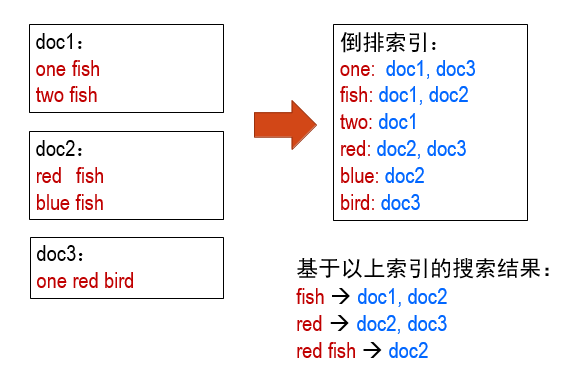 doc1：
one fish
two fish
doc2：
red fish
blue fish
doc3：
one red bird
倒排索引：
one: doc1, doc3
fish: doc1, doc2
two: doc1
red: doc2, doc3
blue: doc2
bird: doc3
基于以上索引的搜索结果：
fish → doc1, doc2
red → doc2, doc3
red fish → doc2